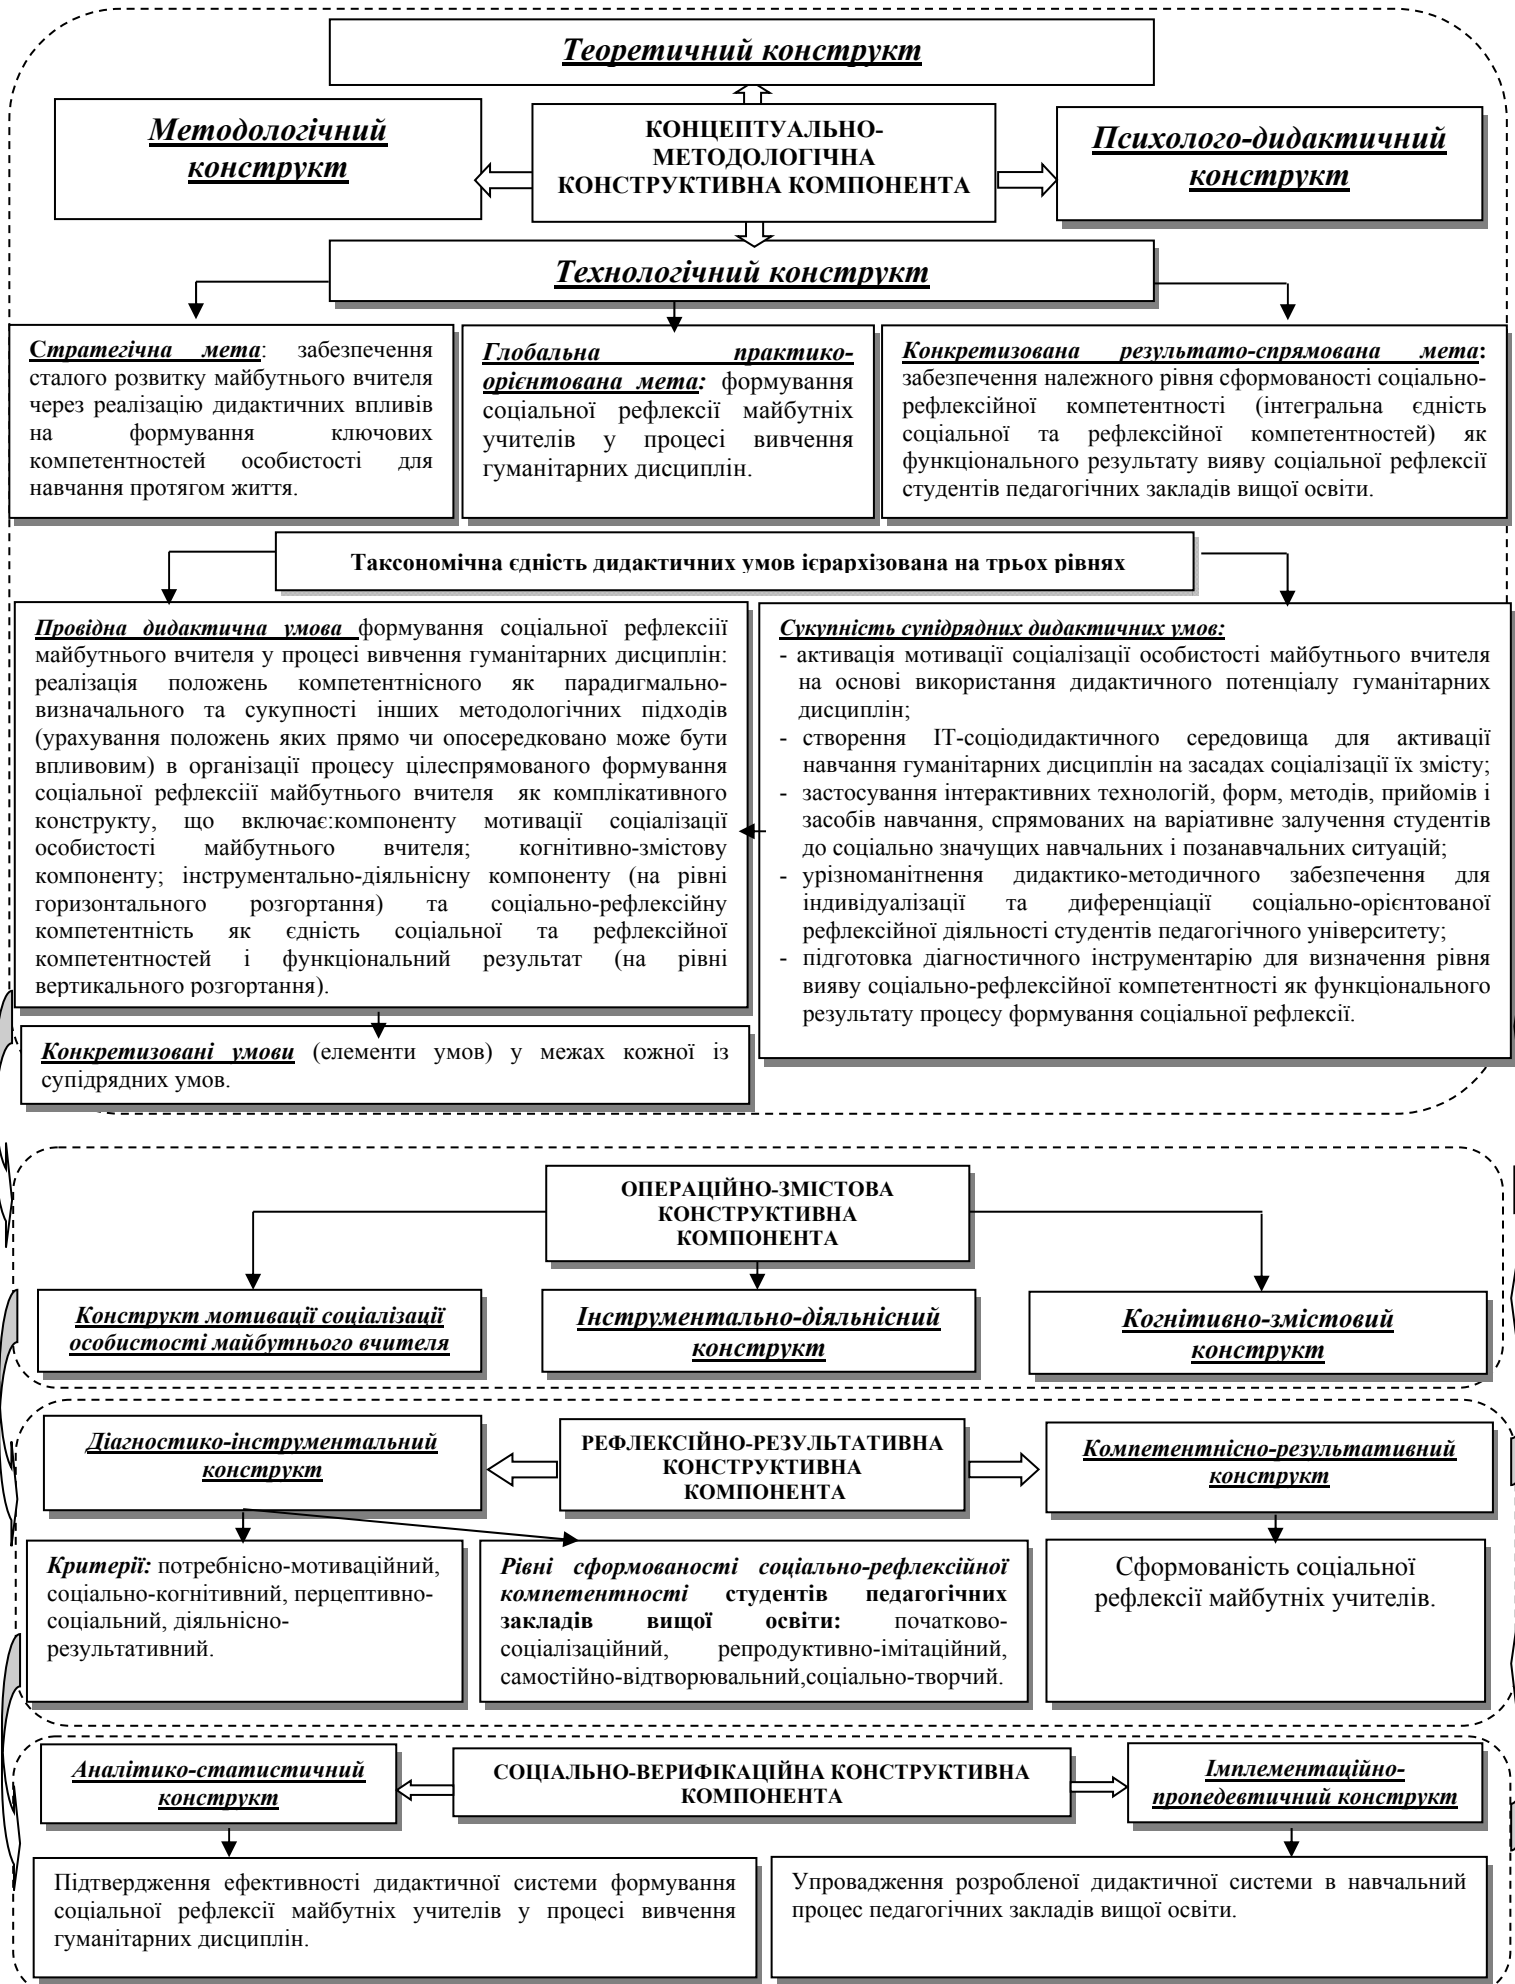 Теоретичний конструкт
Методологічний
конструкт
КОНЦЕПТУАЛЬНО-
МЕТОДОЛОГІЧНА
КОНСТРУКТИВНА КОМПОНЕНТА
Психолого-дидактичний
конструкт
Технологічний конструкт
Стратегічна мета: забезпечення
сталого розвитку майбутнього вчителя
через реалізацію дидактичних впливів
на формування ключових
компетентностей особистості для
навчання протягом життя.
Глобальна практико-
орієнтована мета: формування
соціальної рефлексії майбутніх
учителів у процесі вивчення
гуманітарних дисциплін.
Конкретизована результато-спрямована мета:
забезпечення належного рівня сформованості соціально-
рефлексійної компетентності (інтегральна єдність
соціальної та рефлексійної компетентностей) як
функціонального результату вияву соціальної рефлексії
студентів педагогічних закладів вищої освіти.
Таксономічна єдність дидактичних умов ієрархізована на трьох рівнях
Провідна дидактична умова формування соціальної рефлексіії
майбутнього вчителя у процесі вивчення гуманітарних дисциплін:
реалізація положень компетентнісного як парадигмально-
визначального та сукупності інших методологічних підходів
(урахування положень яких прямо чи опосередковано може бути
впливовим) в організації процесу цілеспрямованого формування
соціальної рефлексіії майбутнього вчителя як комплікативного
конструкту, що включає:компоненту мотивації соціалізації
особистості майбутнього вчителя; когнітивно-змістову
компоненту; інструментально-діяльнісну компоненту (на рівні
горизонтального розгортання) та соціально-рефлексійну
компетентність як єдність соціальної та рефлексійної
компетентностей і функціональний результат (на рівні
вертикального розгортання).
Сукупність супідрядних дидактичних умов:
- активація мотивації соціалізації особистості майбутнього вчителя
на основі використання дидактичного потенціалу гуманітарних
дисциплін;
- створення ІТ-соціодидактичного середовища для активації
навчання гуманітарних дисциплін на засадах соціалізації їх змісту;
- застосування інтерактивних технологій, форм, методів, прийомів і
засобів навчання, спрямованих на варіативне залучення студентів
до соціально значущих навчальних і позанавчальних ситуацій;
- урізноманітнення дидактико-методичного забезпечення для
індивідуалізації та диференціації соціально-орієнтованої
рефлексійної діяльності студентів педагогічного університету;
- підготовка діагностичного інструментарію для визначення рівня
вияву соціально-рефлексійної компетентності як функціонального
результату процесу формування соціальної рефлексії.
Конкретизовані умови (елементи умов) у межах кожної із
супідрядних умов.
ОПЕРАЦІЙНО-ЗМІСТОВА
КОНСТРУКТИВНА
КОМПОНЕНТА
Конструкт мотивації соціалізації
особистості майбутнього вчителя
Інструментально-діяльнісний
конструкт
Когнітивно-змістовий
конструкт
Діагностико-інструментальний
конструкт
РЕФЛЕКСІЙНО-РЕЗУЛЬТАТИВНА
КОНСТРУКТИВНА
КОМПОНЕНТА
Компетентнісно-результативний
конструкт
Критерії: потребнісно-мотиваційний,
соціально-когнітивний, перцептивно-
соціальний, діяльнісно-
результативний.
Рівні сформованості соціально-рефлексійної
компетентності студентів педагогічних
закладів вищої освіти: початково-
соціалізаційний, репродуктивно-імітаційний,
самостійно-відтворювальний,соціально-творчий.
Сформованість соціальної
рефлексії майбутніх учителів.
Аналітико-статистичний
конструкт
СОЦІАЛЬНО-ВЕРИФІКАЦІЙНА КОНСТРУКТИВНА
КОМПОНЕНТА
Імплементаційно-
пропедевтичний конструкт
Підтвердження ефективності дидактичної системи формування
соціальної рефлексії майбутніх учителів у процесі вивчення
гуманітарних дисциплін.
Упровадження розробленої дидактичної системи в навчальний
процес педагогічних закладів вищої освіти.